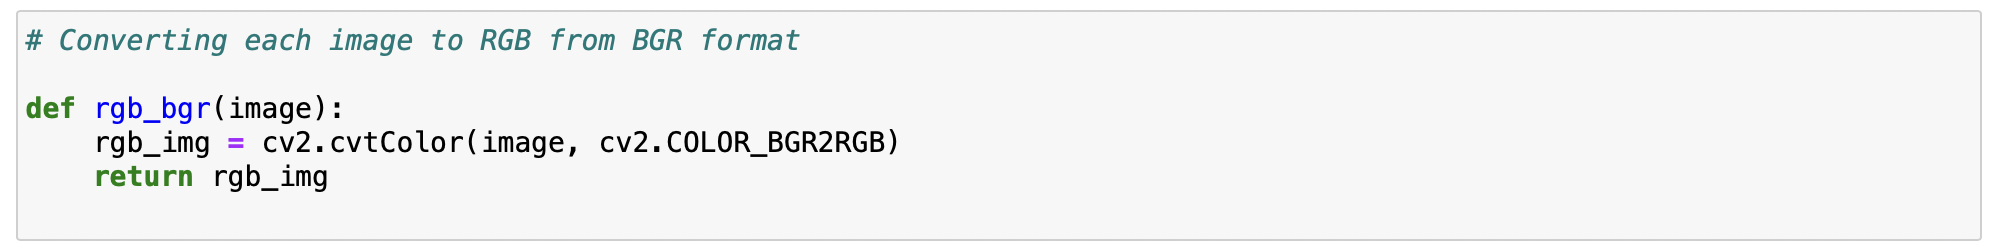 # Converting each image to RGB from BGR format
def rgb_bgr(image):
    rgb_img = cv2.cvtColor(image, cv2.COLOR_BGR2RGB)
    return rgb_img